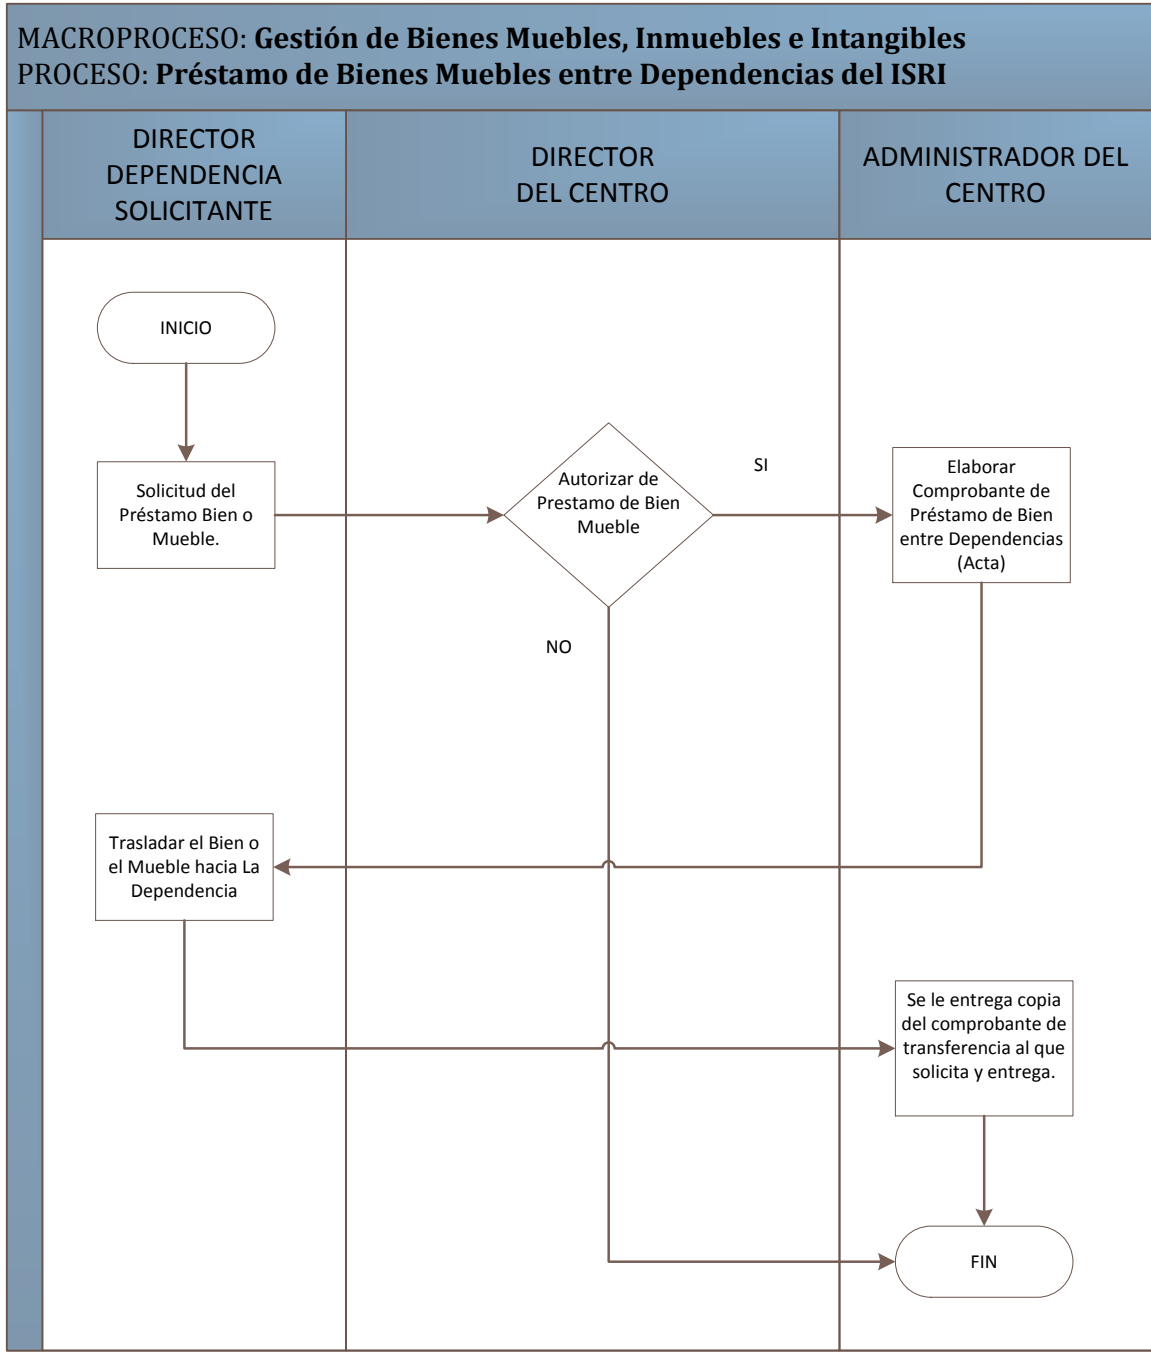 MACROPROCESO: Gestión de Bienes Muebles, Inmuebles e Intangibles
PROCESO: Préstamo de Bienes Muebles entre Dependencias del ISRI
DIRECTOR
DEPENDENCIA
SOLICITANTE
DIRECTOR
DEL CENTRO
ADMINISTRADOR DEL
CENTRO
INICIO
Solicitud del
Préstamo Bien o
Mueble.
Autorizar de
Prestamo de Bien
Mueble
SI
NO
Elaborar
Comprobante de
Préstamo de Bien
entre Dependencias
(Acta)
Trasladar el Bien o
el Mueble hacia La
Dependencia
Se le entrega copia
del comprobante de
transferencia al que
solicita y entrega.
FIN